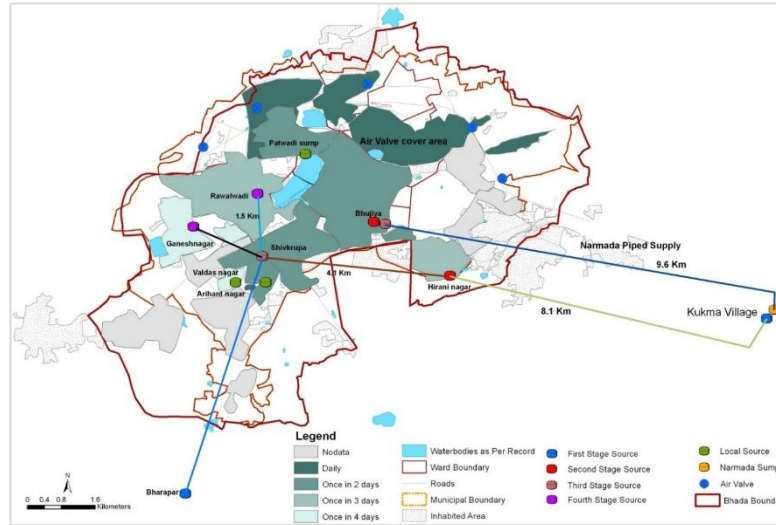 Air Valve cover area
Patwadi sump
Rawalwadi
1.5 Km
Bhujiya
Ganeshnagar
Shivkrupa
Narmada Piped Supply
9.6 Km
Valdas nagar
Hirani nagar
Arihant nagar
8.1 Km
Kukma Village
Bharapar
N
0 0.4 0.8 1.6
Kilometers
Legend
Nodata
Daily
Once in 2 days
Once in 3 days
Once in 4 days
Waterbodies as Per Record
Ward Boundary
Roads
Municipal Boundary
Inhabited Area
First Stage Source
Second Stage Source
Third Stage Source
Fourth Stage Source
Local Source
Narmada Sump
Air Valve
Bhada Bound